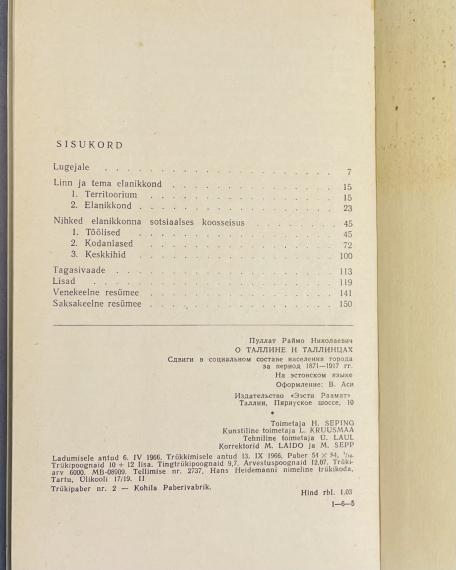 SISUKORD
Lugejale . . . . . . . . . . . . . 7
Linn ja tema elanikkond . . . . . . . . . . . 15
1. Territoorium . . . . . . . . . . . 15
2. Elanikkond . . . . . . . . . . . 23
Nihked elanikkonna sotsiaalses koosseisus . . . . . . 45
1. Töölised . . . . . . . . . . . 45
2. Kodanlased . . . . . . . . . . . 72
3. Keskkihid . . . . . . . . . . . 100
Tagasivaade . . . . . . . . . . . . . 113
Lisad . . . . . . . . . . . . . 119
Venekeelne resümee . . . . . . . . . . . 141
Saksakeelne resümee . . . . . . . . . . . 150
Пуллат Раймо Николаевич
О ТАЛЛИНЕ И ТАЛЛИНЦАХ
Сдвиги в социальном составе населения города
за период 1871—1917 гг.
На эстонском языке
Оформление: В. Аси
Издательство «Ээсти Раамат»
Таллин, Пярнуское шоссе, 10
*
Toimetaja H. SEPING
Kunstiline toimetaja L. KRUUSMAA
Tehniline toimetaja U. LAUL
Korrektorid M. LAIDO ja M. SEPP
Ladumisele antud 6. IV 1966. Trükkimisele antud 13. IX 1966. Paber 54 × 84, 1/16.
Trükipoognaid 10 + 12 lisa. Tingtrükipoognaid 9,7. Arvestuspoognaid 12,07. Trüki-
arv 6000. MB-08909. Tellimise nr. 2737. Hans Heidemanni nimeline trükikoda,
Tartu, Ülikooli 17/19. II
Trükipaber nr. 2 — Kohila Paberivabrik.
Hind rbl. 1.03
1—6—5